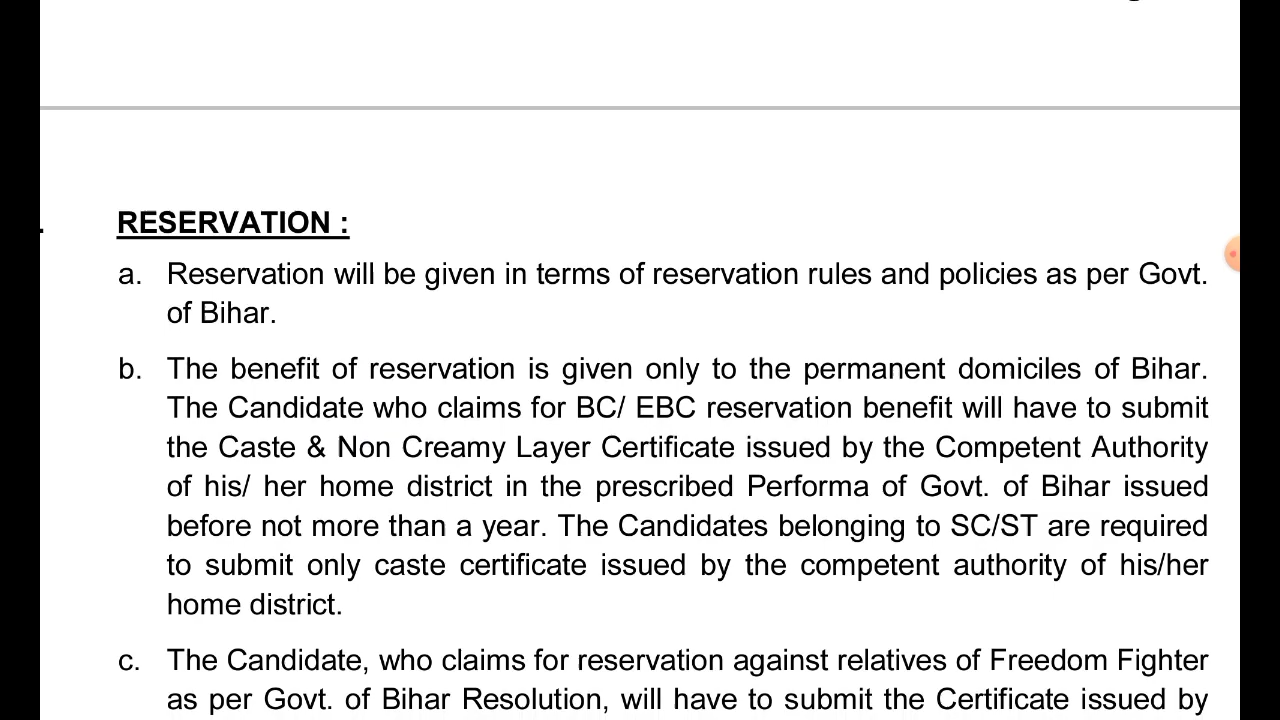 RESERVATION :
a. Reservation will be given in terms of reservation rules and policies as per Govt.
of Bihar.
b. The benefit of reservation is given only to the permanent domiciles of Bihar.
The Candidate who claims for BC/ EBC reservation benefit will have to submit
the Caste & Non Creamy Layer Certificate issued by the Competent Authority
of his/ her home district in the prescribed Performa of Govt. of Bihar issued
before not more than a year. The Candidates belonging to SC/ST are required
to submit only caste certificate issued by the competent authority of his/her
home district.
c. The Candidate, who claims for reservation against relatives of Freedom Fighter
as per Govt. of Bihar Resolution, will have to submit the Certificate issued by